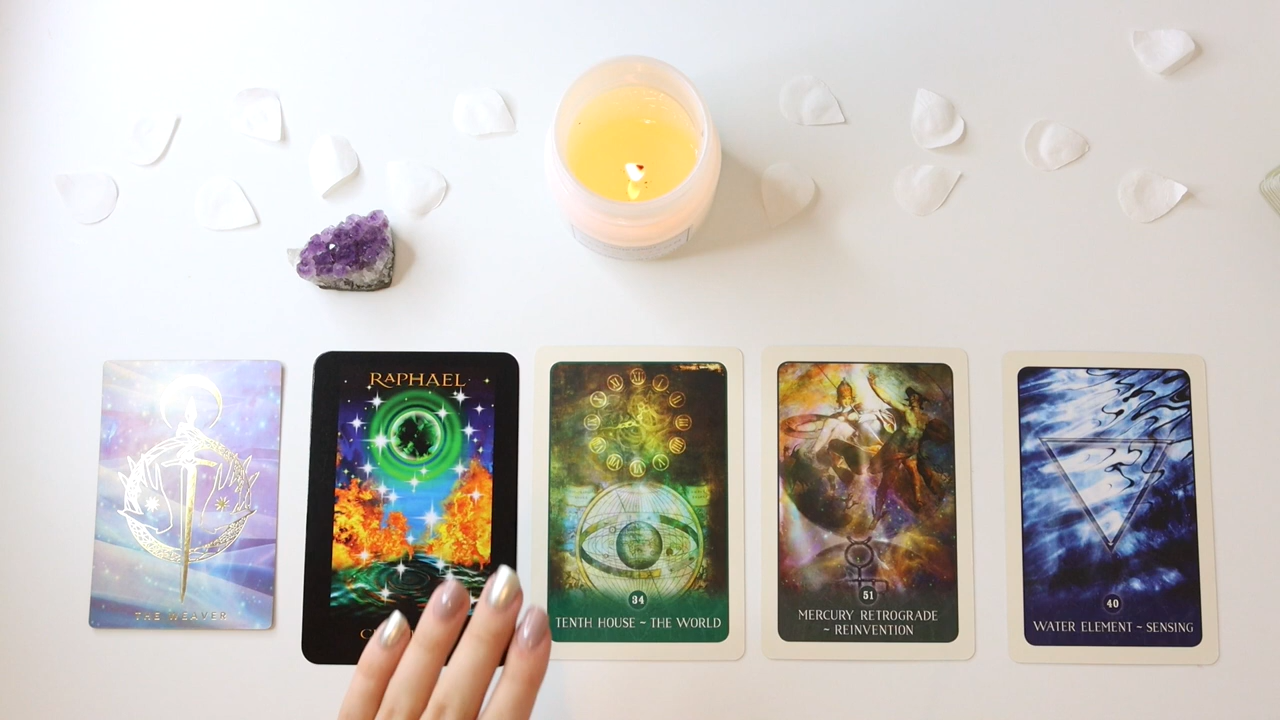 THE WEAVER
RAPHAEL
34
TENTH HOUSE ~ THE WORLD
51
MERCURY RETROGRADE
~ REINVENTION
40
WATER ELEMENT ~ SENSING